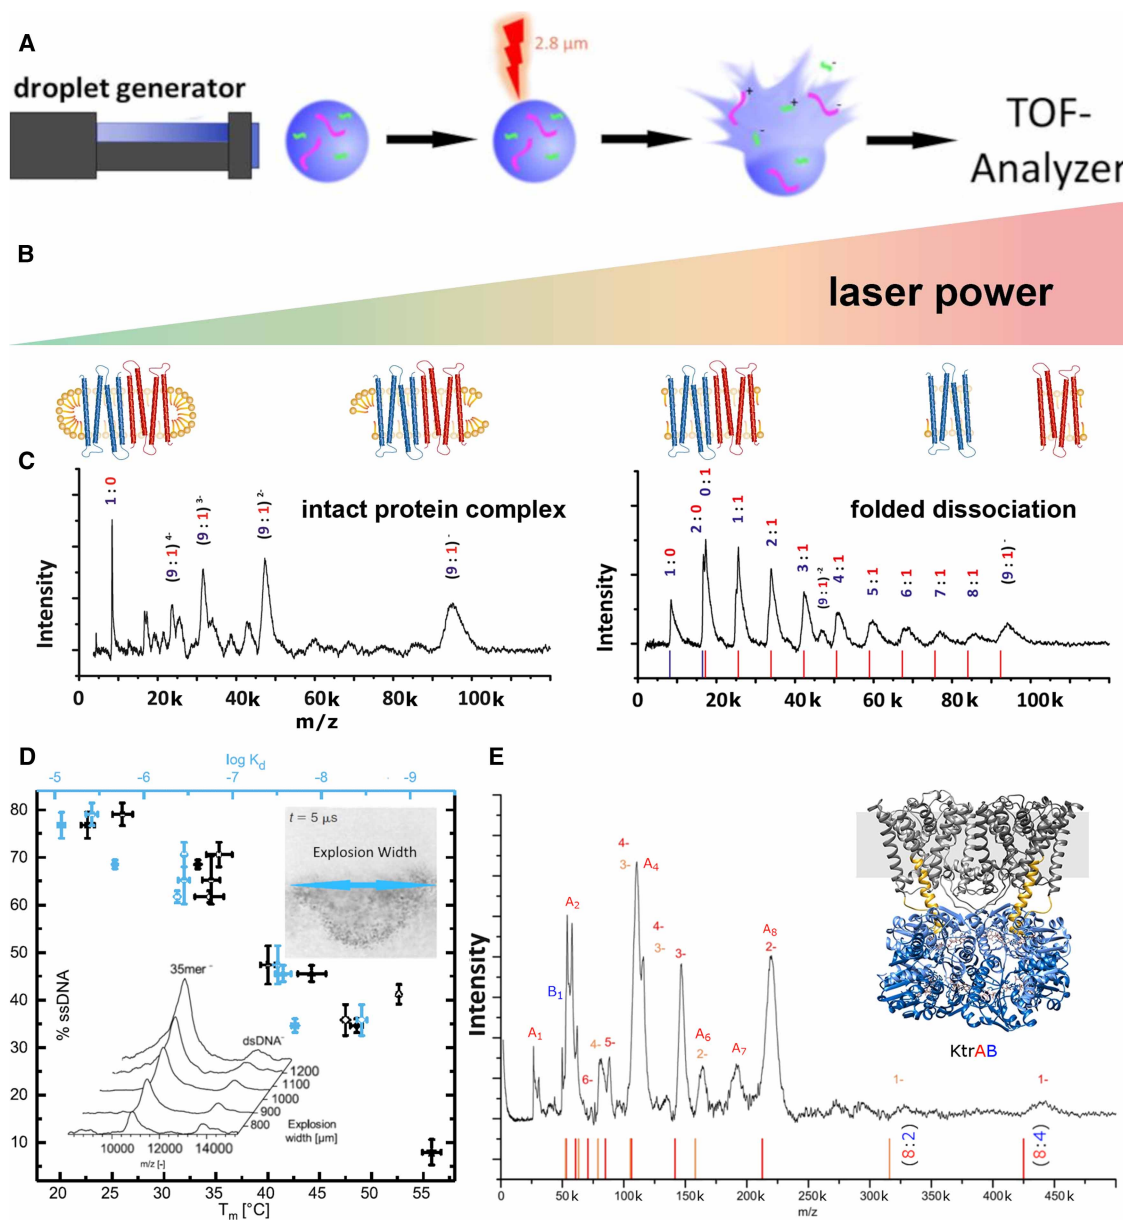 A
2.8 µm
droplet generator
TOF-
Analyzer
+
-
+
-
-
B
laser power
C
1:0
(9:1) 4-
(9:1) 3-
(9:1) 2-
(9:1) -
intact protein complex
Intensity
0 20k 40k 60k 80k 100k
m/z
1:0
2:0
0:1
1:1
2:1
3:1
(9:1) -2
4:1
5:1
6:1
7:1
8:1
(9:1) -
folded dissociation
Intensity
0 20k 40k 60k 80k 100k
D
log Kd
-5 -6 -7 -8 -9
80
70
60
50
40
30
20
10
% ssDNA
t = 5 µs
Explosion Width
35mer -
dsDNA-
1200
1100
1000
900
800
Explosion
width [µm]
10000 12000 14000
m/z [-]
20 25 30 35 40 45 50 55
Tm [°C]
E
Intensity
A1
B1
A2
6-
4-
5-
4-
3-
A4
4-
3-
3-
A6
2-
A7
A8
2-
1-
1-
KtrAB
(8:2)
(8:4)
0 50k 100k 150k 200k 250k 300k 350k 400k 450k
m/z